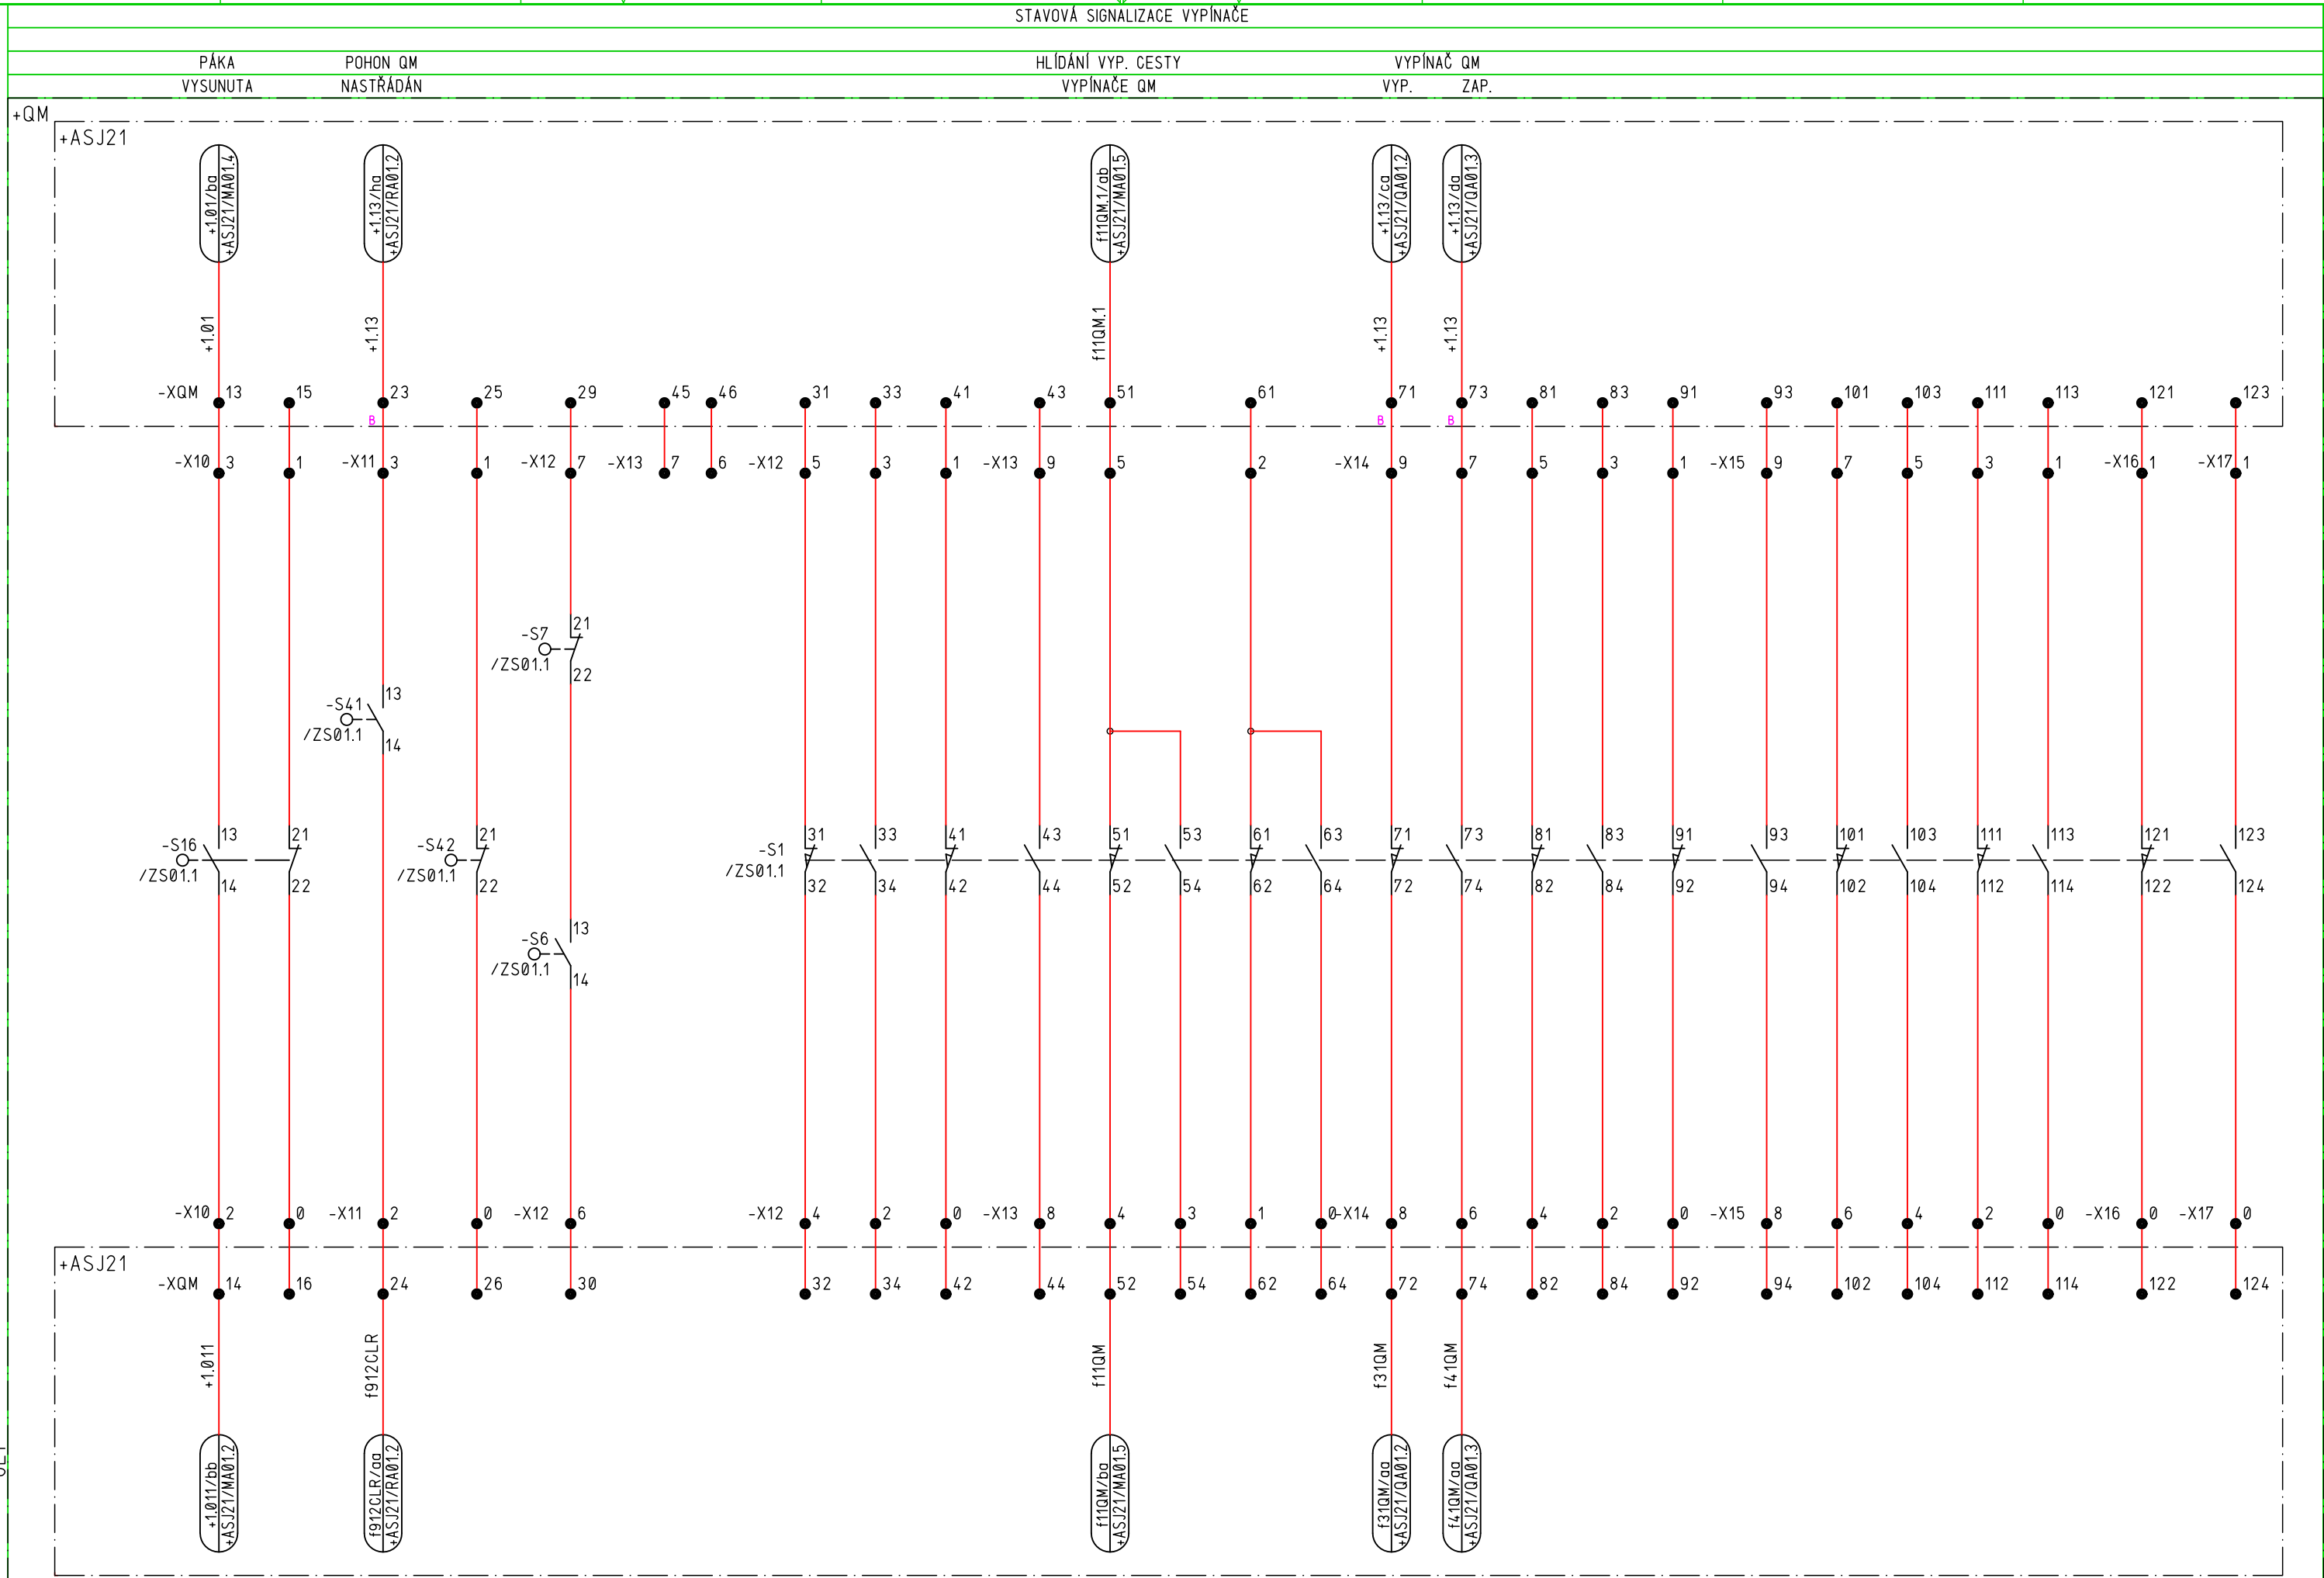 STAVOVÁ SIGNALIZACE VYPÍNAČE
PÁKA POHON QM HLÍDÁNÍ VYP. CESTY VYPÍNAČ QM
VYSUNUTA NASTŘÁDÁN VYPÍNAČE QM VYP. ZAP.
+QM
+ASJ21
+1.01/ba
+ASJ21/MA01.4
+1.13/ha
+ASJ21/RA01.2
f11QM.1/ab
+ASJ21/MA01.5
+1.13/ca
+ASJ21/QA01.2
+1.13/da
+ASJ21/QA01.3
+1.01 +1.13 f11QM.1 +1.13 +1.13
-XQM 13 15 23 25 29 45 46 31 33 41 43 51 61 71 73 81 83 91 93 101 103 111 113 121 123
B B B
-X10 3 1 -X11 3 1 -X12 7 -X13 7 6 -X12 5 3 1 -X13 9 5 2 -X14 9 7 5 3 1 -X15 9 7 5 3 1 -X16 1 -X17 1
21
-S7
/ZS01.1
22
13
-S41
/ZS01.1
14
13 21 21 31 33 41 43 51 53 61 63 71 73 81 83 91 93 101 103 111 113 121 123
-S16 -S42 -S1
/ZS01.1 /ZS01.1 /ZS01.1
14 22 22 32 34 42 44 52 54 62 64 72 74 82 84 92 94 102 104 112 114 122 124
13
-S6
/ZS01.1
14
-X10 2 0 -X11 2 0 -X12 6 -X12 4 2 0 -X13 8 4 3 1 0 -X14 8 6 4 2 0 -X15 8 6 4 2 0 -X16 0 -X17 0
+ASJ21
-XQM 14 16 24 26 30 32 34 42 44 52 54 62 64 72 74 82 84 92 94 102 104 112 114 122 124
+1.011 f912CLR f11QM f31QM f41QM
+1.011/bb
+ASJ21/MA01.2
f912CLR/aa
+ASJ21/RA01.2
f11QM/ba
+ASJ21/MA01.5
f31QM/aa
+ASJ21/QA01.2
f41QM/aa
+ASJ21/QA01.3